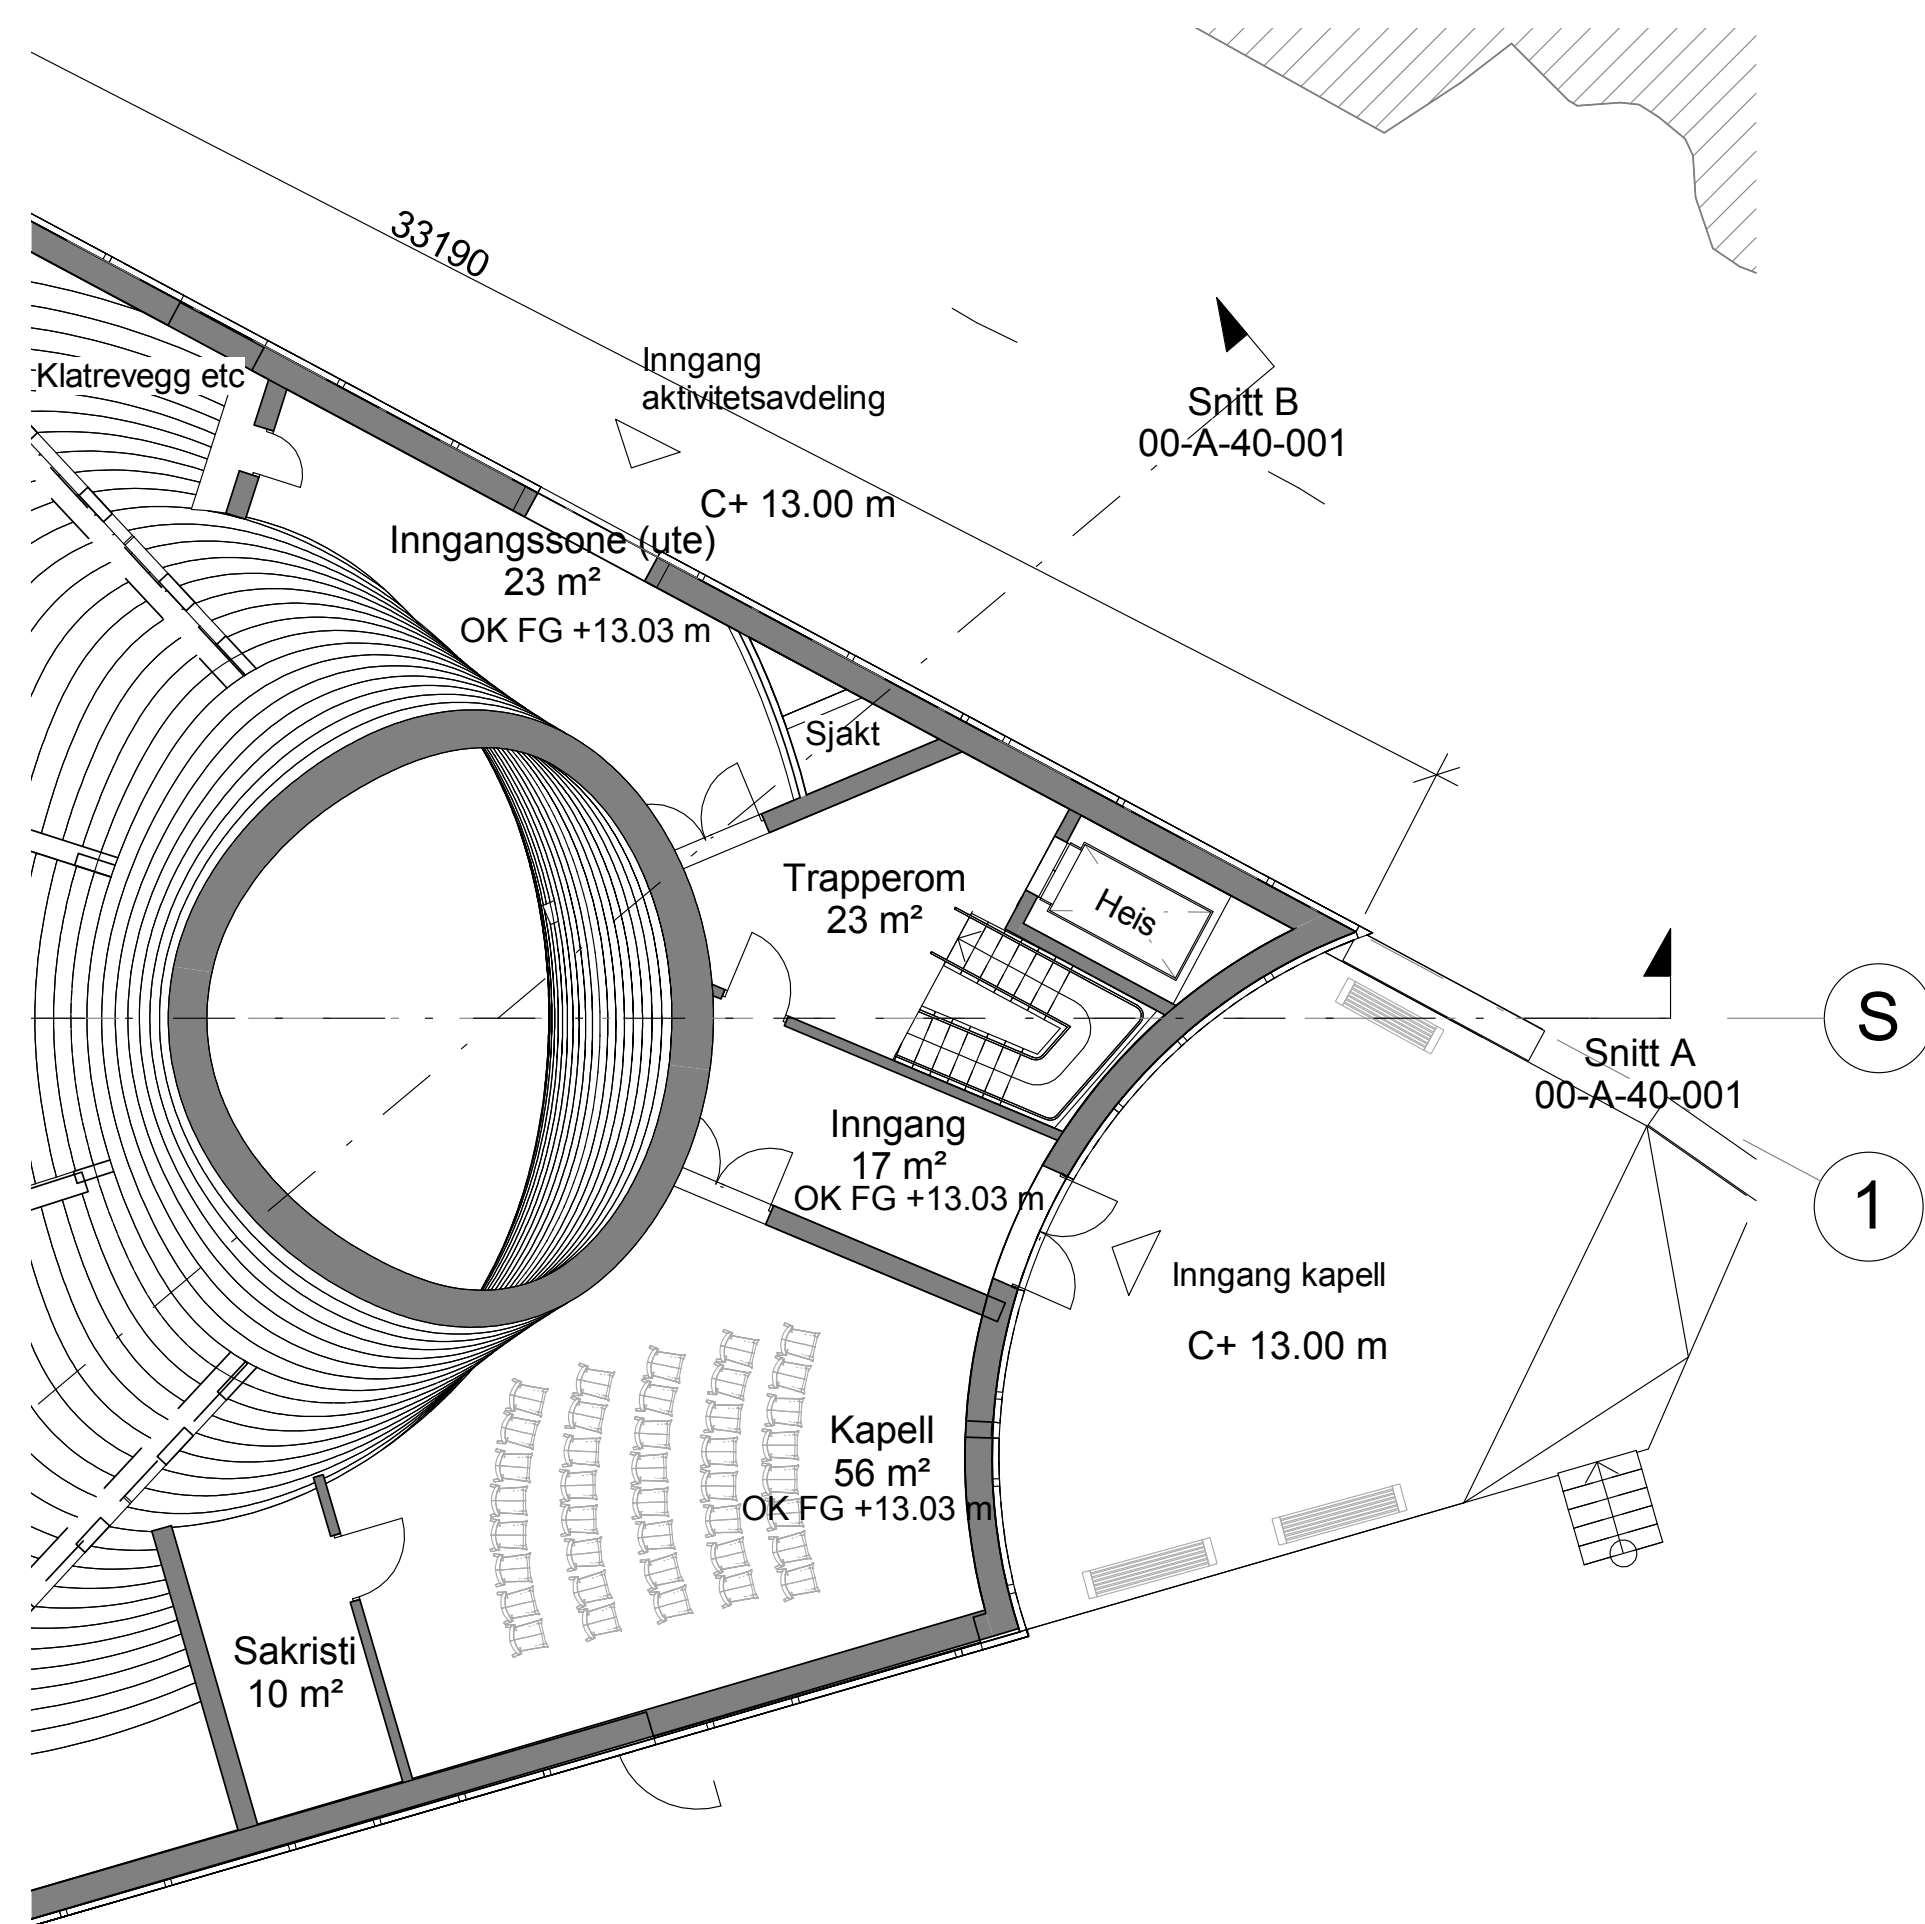 33190
Inngang
aktivitetsavdeling
Klatrevegg etc
Snitt B
00-A-40-001
C+ 13.00 m
Inngangssone (ute)
23 m²
OK FG +13.03 m
Sjakt
Trapperom
23 m²
Heis
S
Snitt A
00-A-40-001
Inngang
17 m²
OK FG +13.03 m
1
Inngang kapell
C+ 13.00 m
Kapell
56 m²
OK FG +13.03 m
Sakristi
10 m²